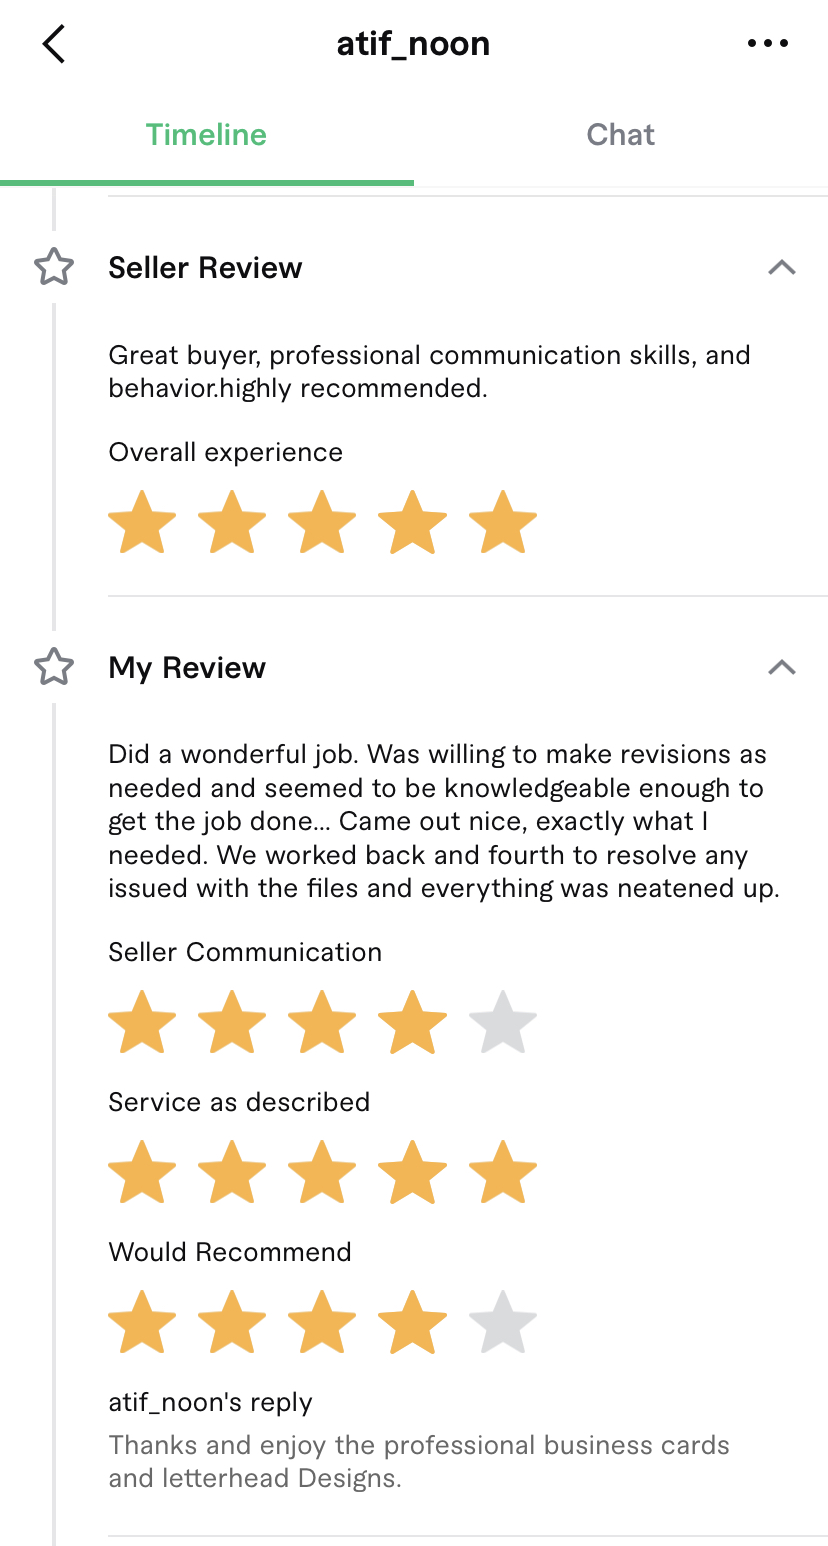 atif_noon
Timeline
Chat
Seller Review
Great buyer, professional communication skills, and
behavior.highly recommended.
Overall experience
My Review
Did a wonderful job. Was willing to make revisions as
needed and seemed to be knowledgeable enough to
get the job done... Came out nice, exactly what I
needed. We worked back and fourth to resolve any
issued with the files and everything was neatened up.
Seller Communication
Service as described
Would Recommend
atif_noon's reply
Thanks and enjoy the professional business cards
and letterhead Designs.